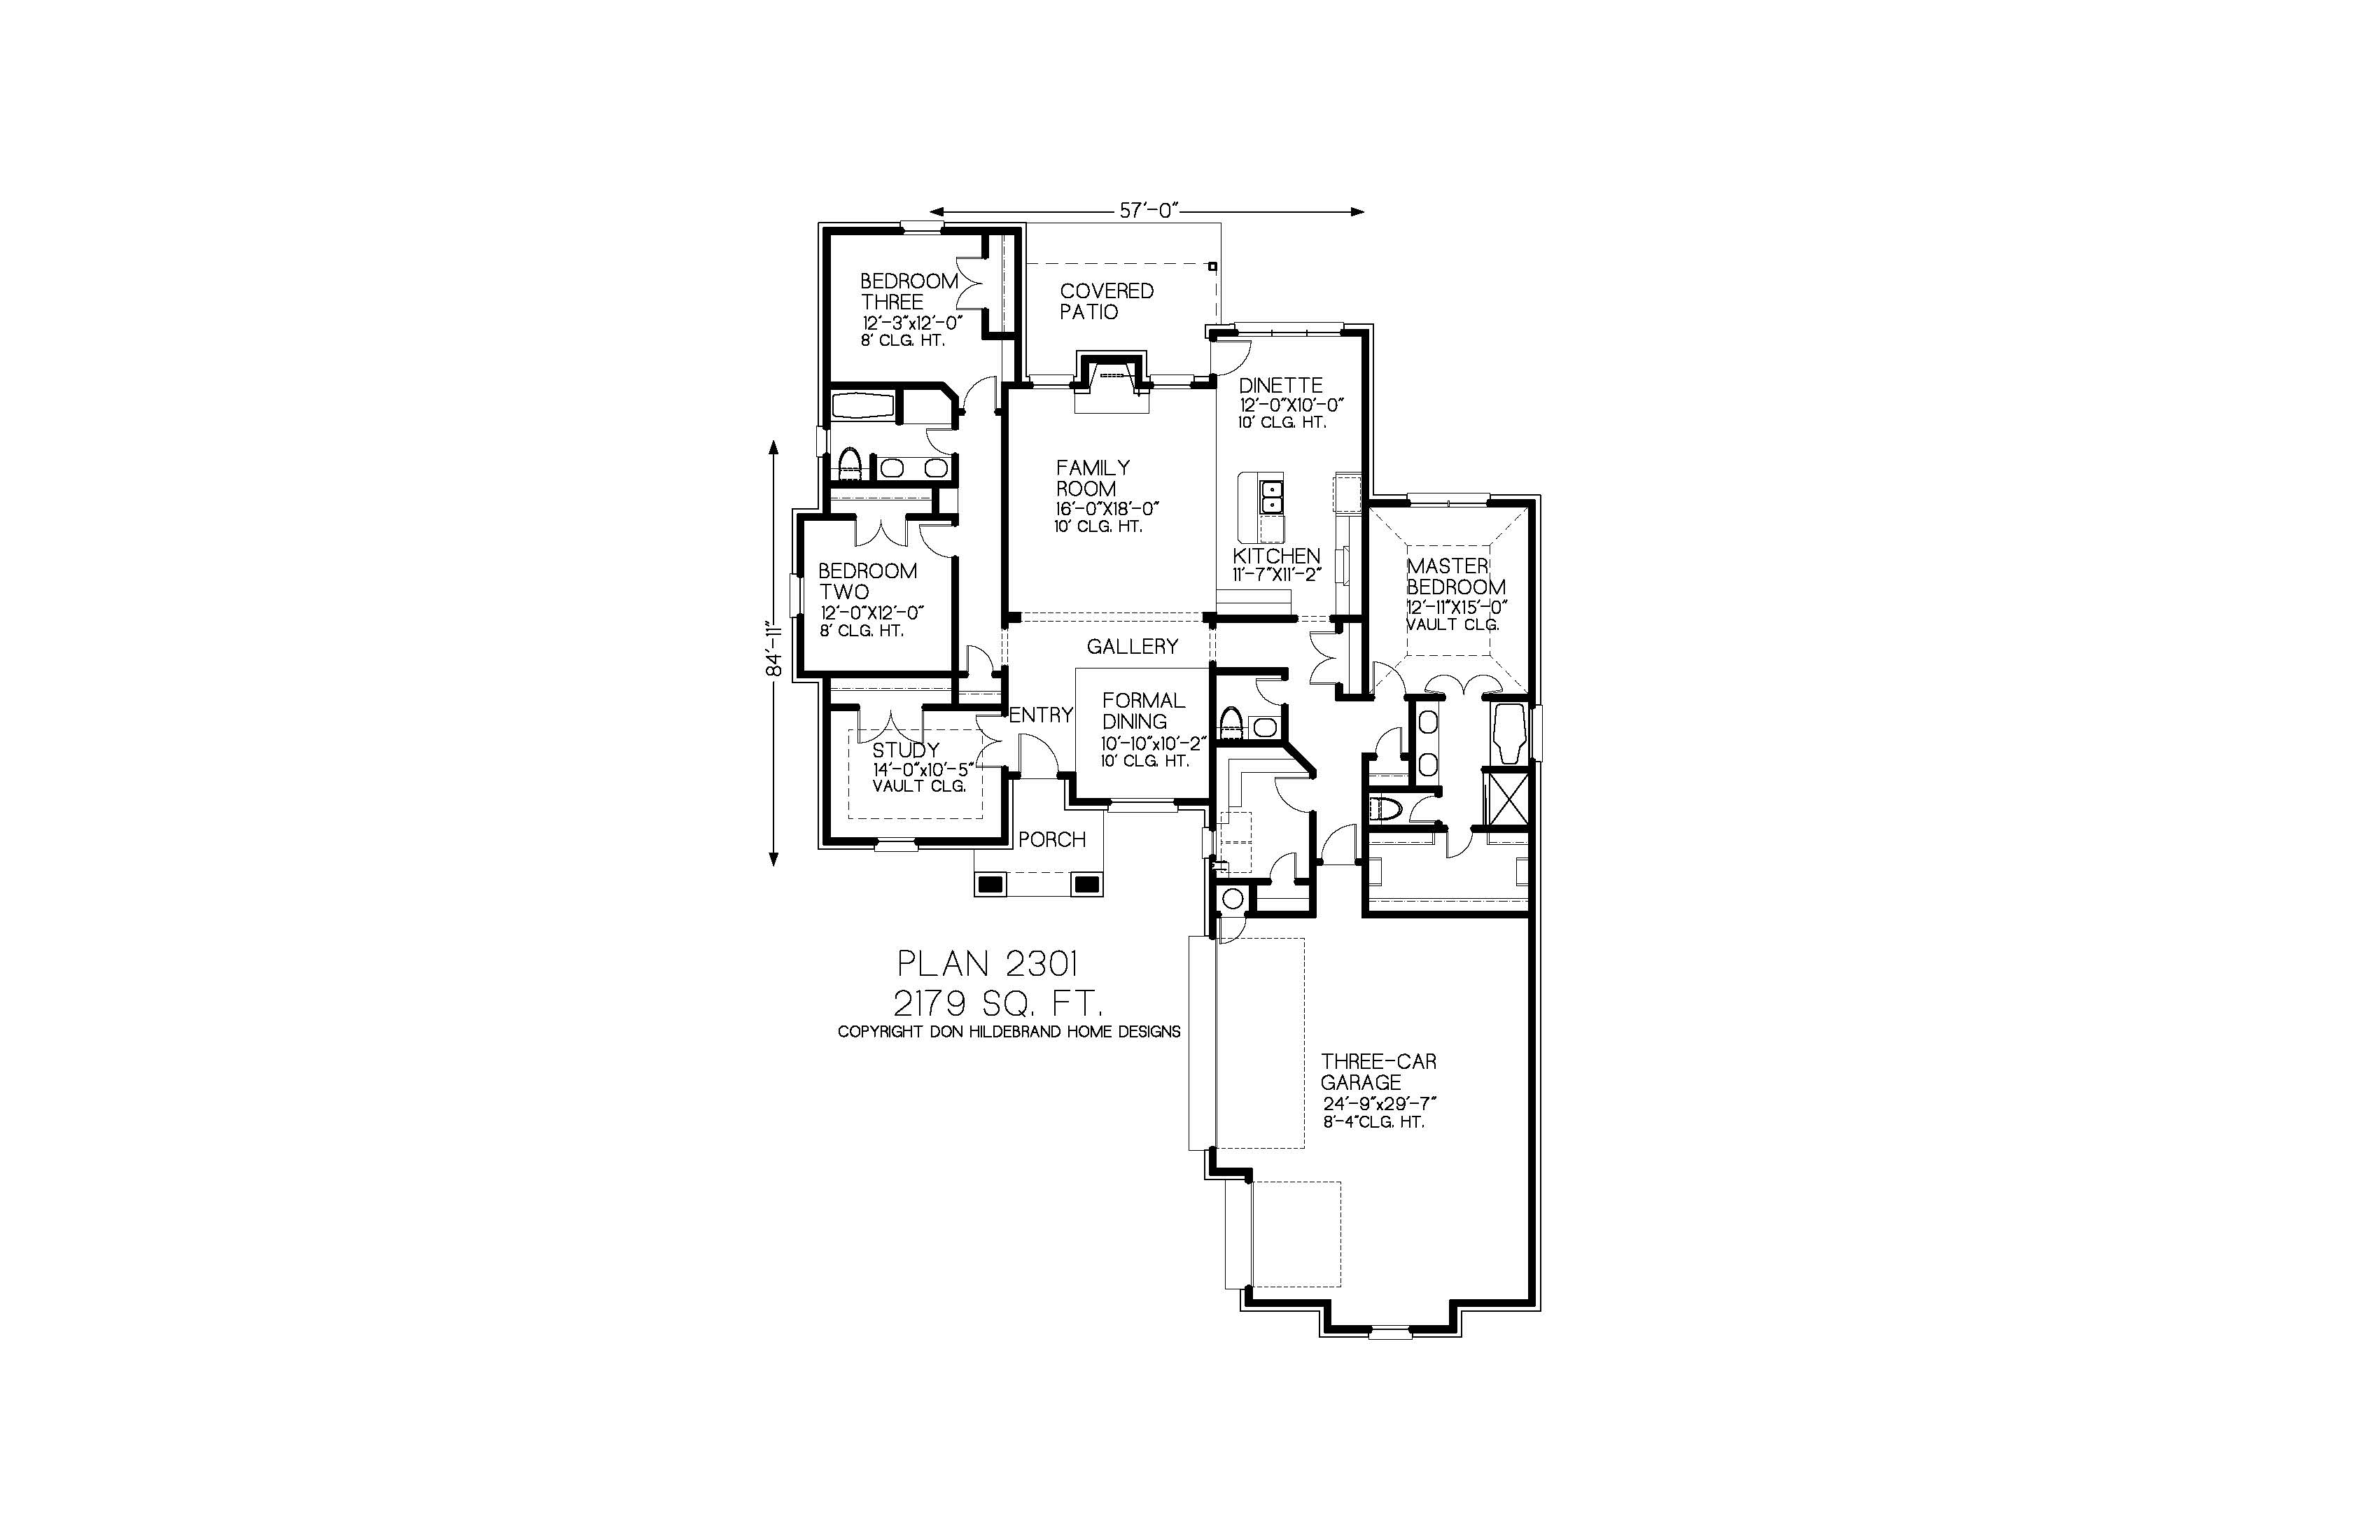 57'-0"
BEDROOM
THREE
12'-3"x12'-0"
8' CLG. HT.
COVERED
PATIO
DINETTE
12'-0"X10'-0"
10' CLG. HT.
FAMILY
ROOM
16'-0"X18'-0"
10' CLG. HT.
KITCHEN
11'-7"X11'-2"
MASTER
BEDROOM
12'-11"X15'-0"
VAULT CLG.
BEDROOM
TWO
12'-0"X12'-0"
8' CLG. HT.
84'-11"
GALLERY
FORMAL
DINING
10'-10"x10'-2"
10' CLG. HT.
ENTRY
STUDY
14'-0"x10'-5"
VAULT CLG.
PORCH
PLAN 2301
2179 SQ. FT.
COPYRIGHT DON HILDEBRAND HOME DESIGNS
THREE-CAR
GARAGE
24'-9"x29'-7"
8'-4"CLG. HT.